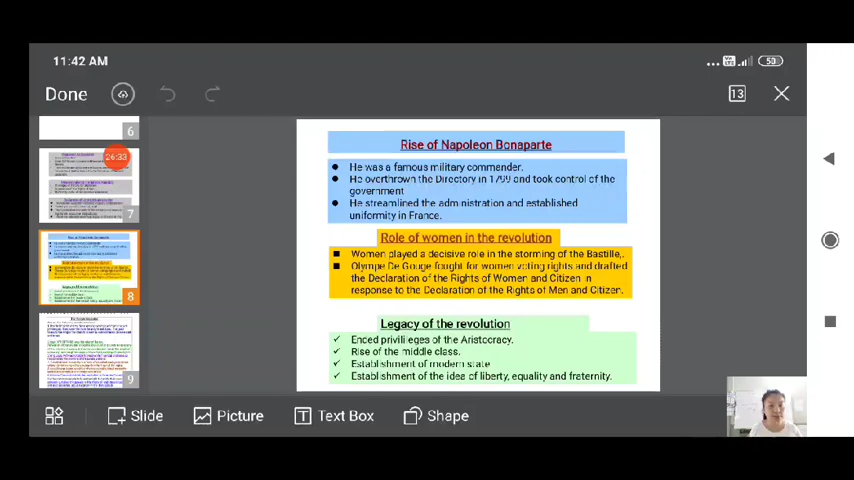 11:42 AM
50
Done
13
6
26:33
7
8
9
Rise of Napoleon Bonaparte
He was a famous military commander.
He overthrown the Directory in 1799 and took control of the
government
He streamlined the administration and established
uniformity in France.
Role of women in the revolution
Women played a decisive role in the storming of the Bastille,.
Olympe De Gouge fought for women voting rights and drafted
the Declaration of the Rights of Women and Citizen in
response to the Declaration of the Rights of Men and Citizen.
Legacy of the revolution
Enced privilieges of the Aristocracy.
Rise of the middle class.
Establishment of modern state
Establishment of the idea of liberty, equality and fraternity.
Slide
Picture
Text Box
Shape